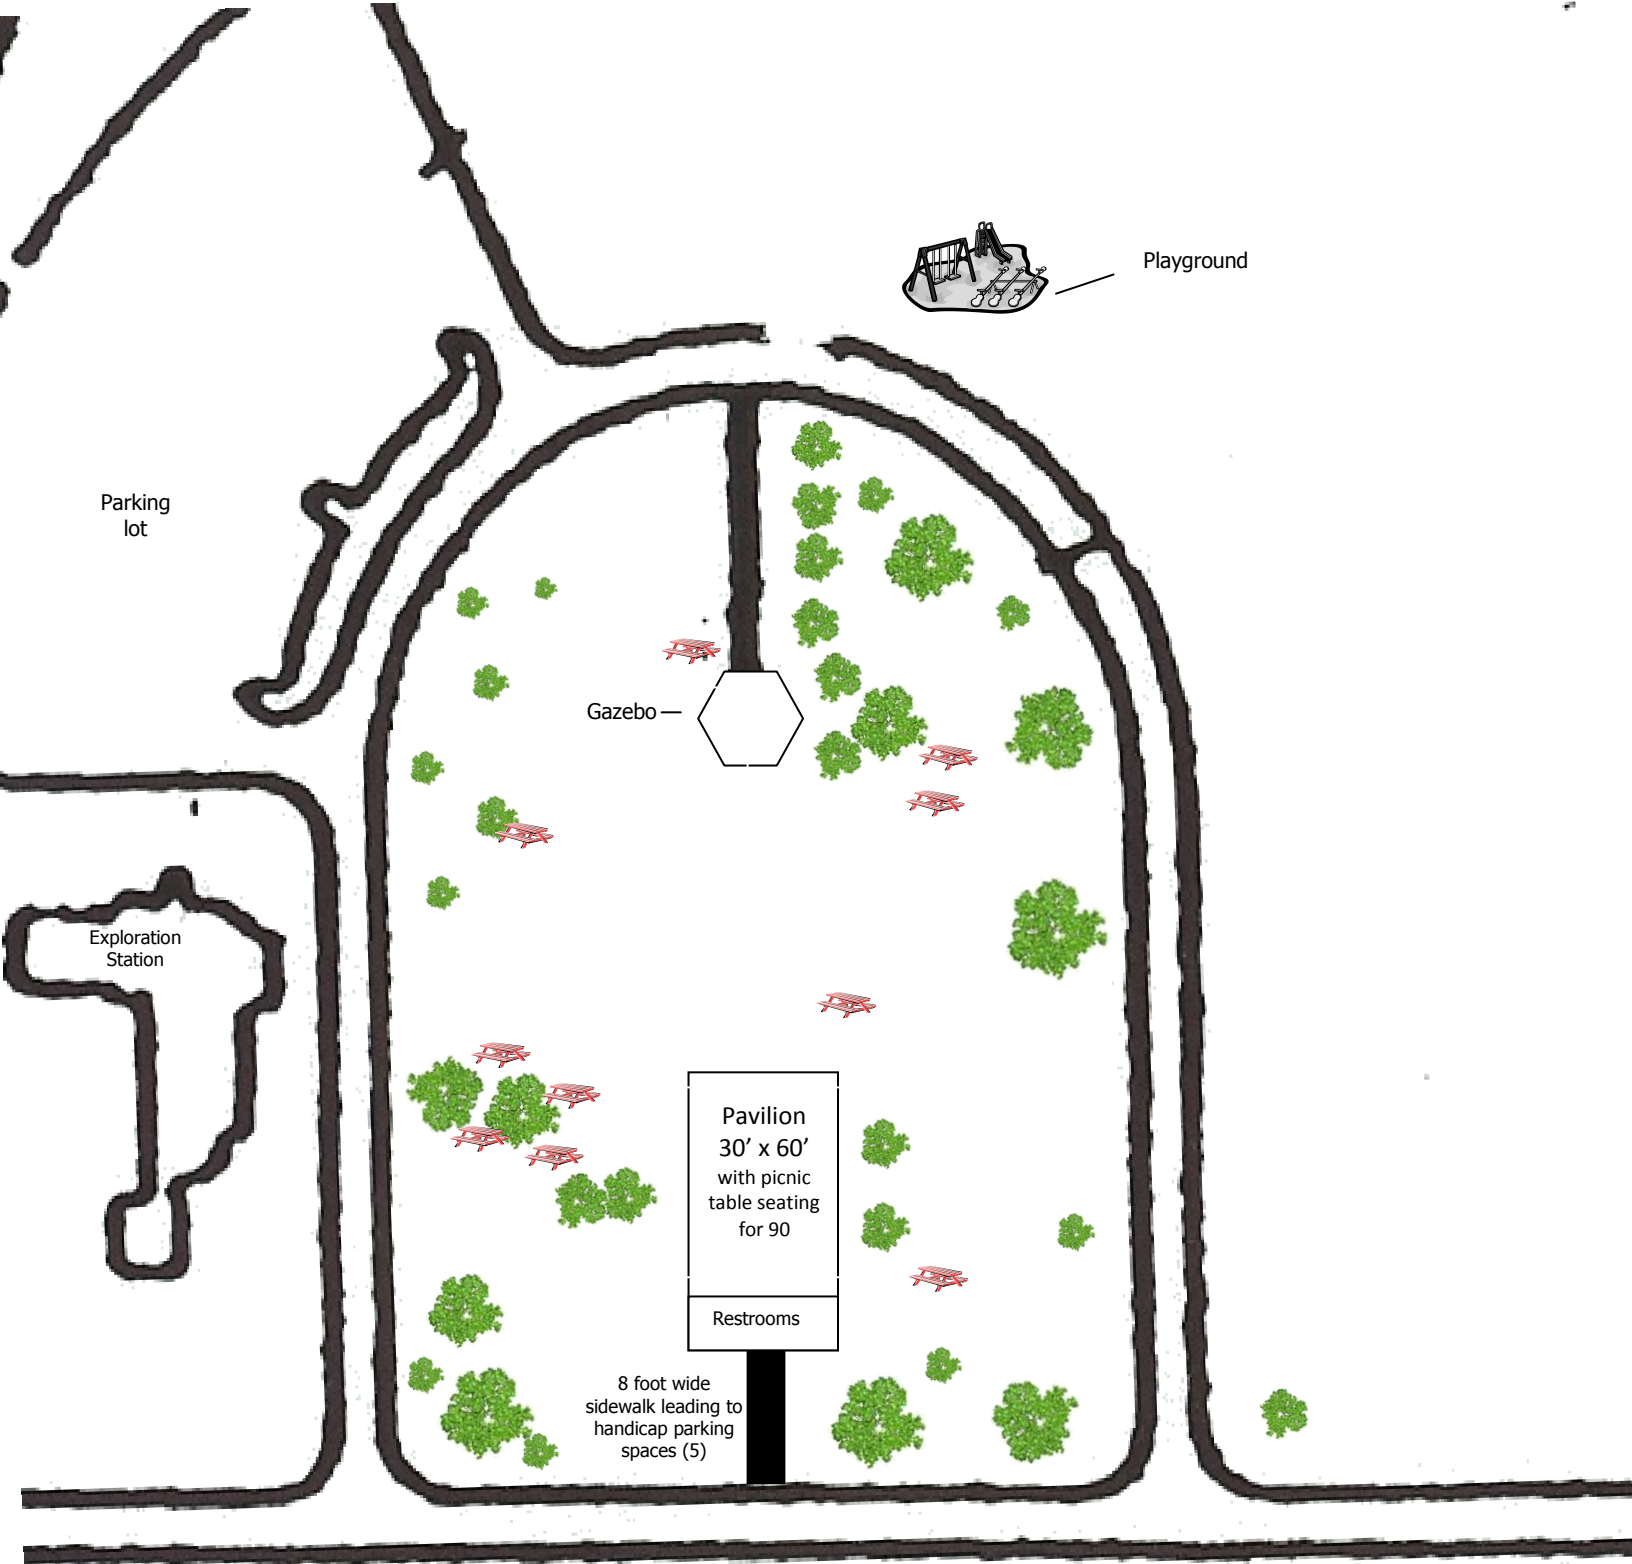 Playground
Parking
lot
Gazebo
Exploration
Station
Pavilion
30’ x 60’
with picnic
table seating
for 90
Restrooms
8 foot wide
sidewalk leading to
handicap parking
spaces (5)